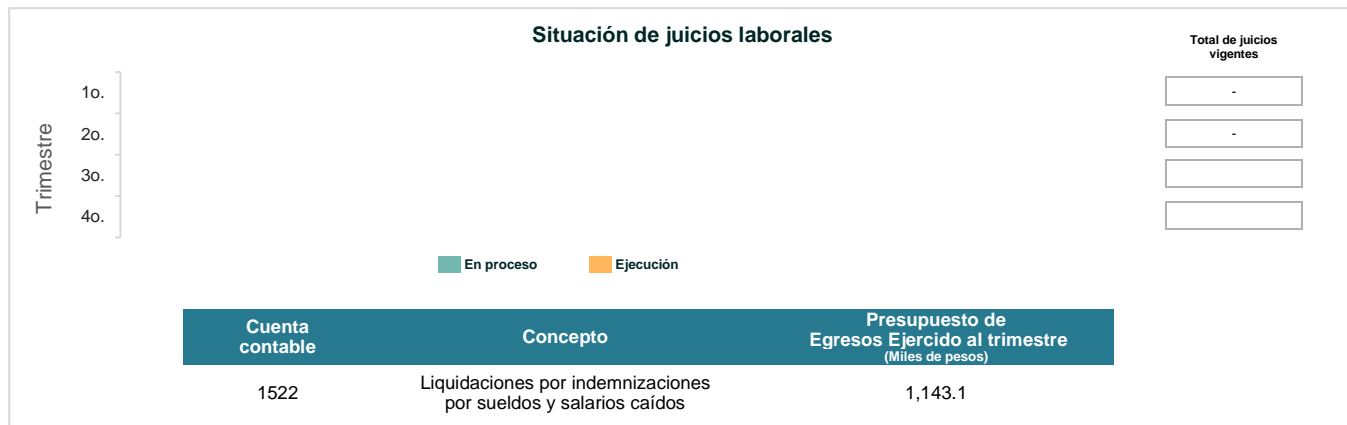 Situación de juicios laborales
Total de juicios
vigentes
Trimestre
1o.
-
2o.
-
3o.
4o.
En proceso
Ejecución
Cuenta
contable
Concepto
Presupuesto de
Egresos Ejercido al trimestre
(Miles de pesos)
1522
Liquidaciones por indemnizaciones
por sueldos y salarios caídos
1,143.1